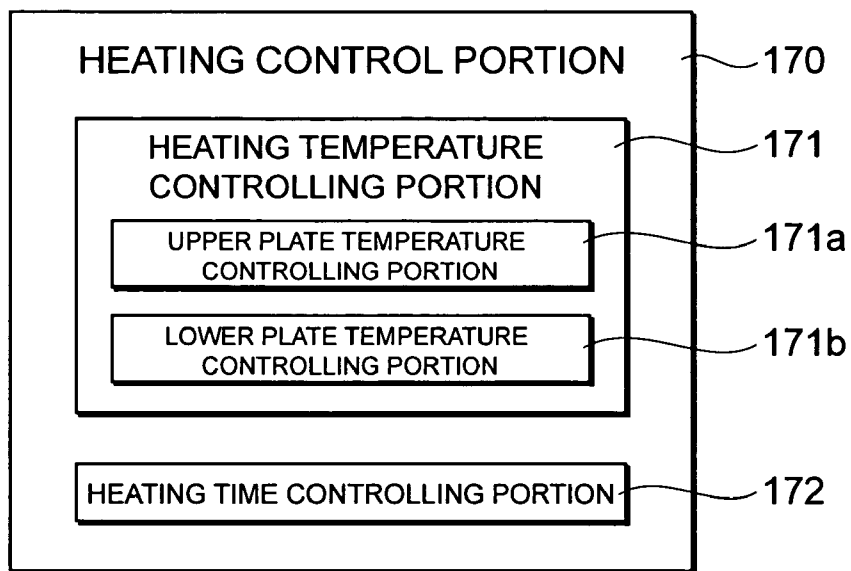 HEATING CONTROL PORTION
170
HEATING TEMPERATURE
CONTROLLING PORTION
171
UPPER PLATE TEMPERATURE
CONTROLLING PORTION
171a
LOWER PLATE TEMPERATURE
CONTROLLING PORTION
171b
HEATING TIME CONTROLLING PORTION
172